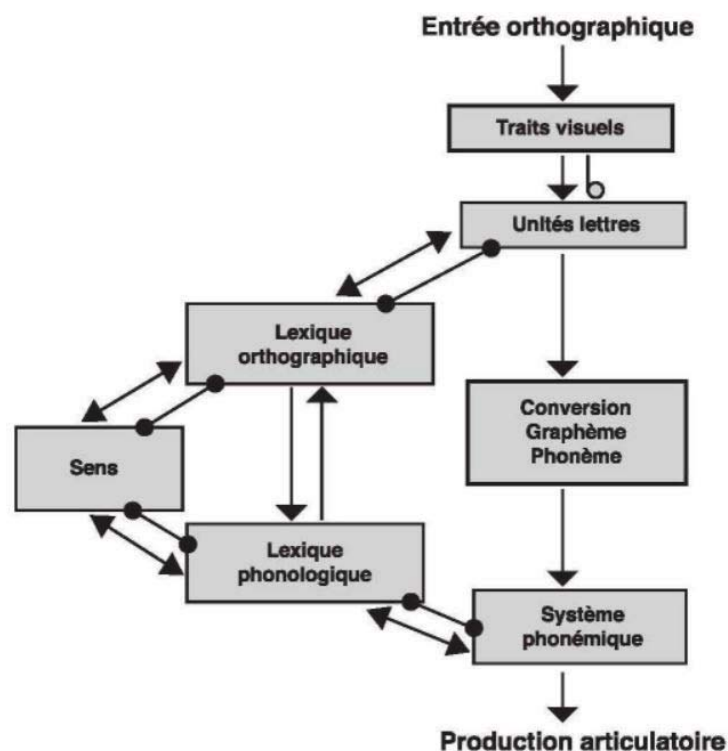 Entrée orthographique
Traits visuels
Unités lettres
Lexique
orthographique
Conversion
Graphème
Phonème
Sens
Lexique
phonologique
Système
phonémique
Production articulatoire